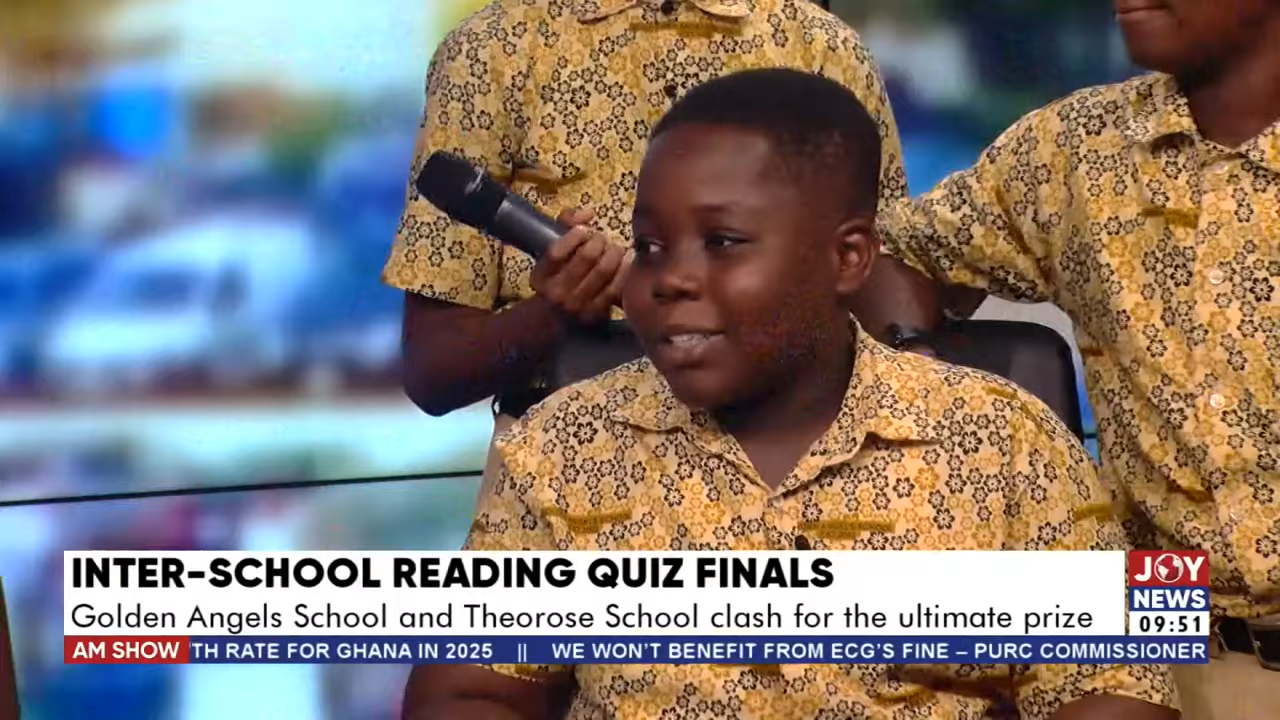 INTER-SCHOOL READING QUIZ FINALS
Golden Angels School and Theorose School clash for the ultimate prize
JOY
NEWS
09:51
AM SHOW TH RATE FOR GHANA IN 2025 || WE WON'T BENEFIT FROM ECG'S FINE – PURC COMMISSIONER